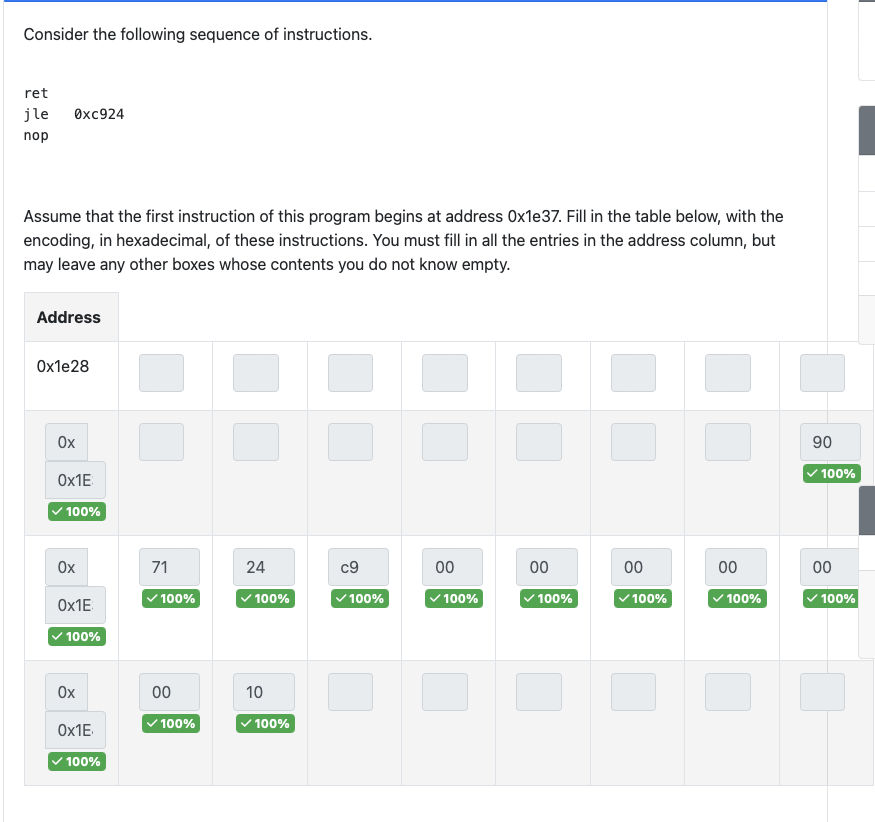 Consider the following sequence of instructions.
ret
jle 0xc924
nop
Assume that the first instruction of this program begins at address 0x1e37. Fill in the table below, with the
encoding, in hexadecimal, of these instructions. You must fill in all the entries in the address column, but
may leave any other boxes whose contents you do not know empty.
Address
0x1e28
0x 90
0x1E
100% 100%
0x 71 24 c9 00 00 00 00 00
0x1E 100% 100% 100% 100% 100% 100% 100% 100%
100%
0x 00 10
0x1E 100% 100%
100%